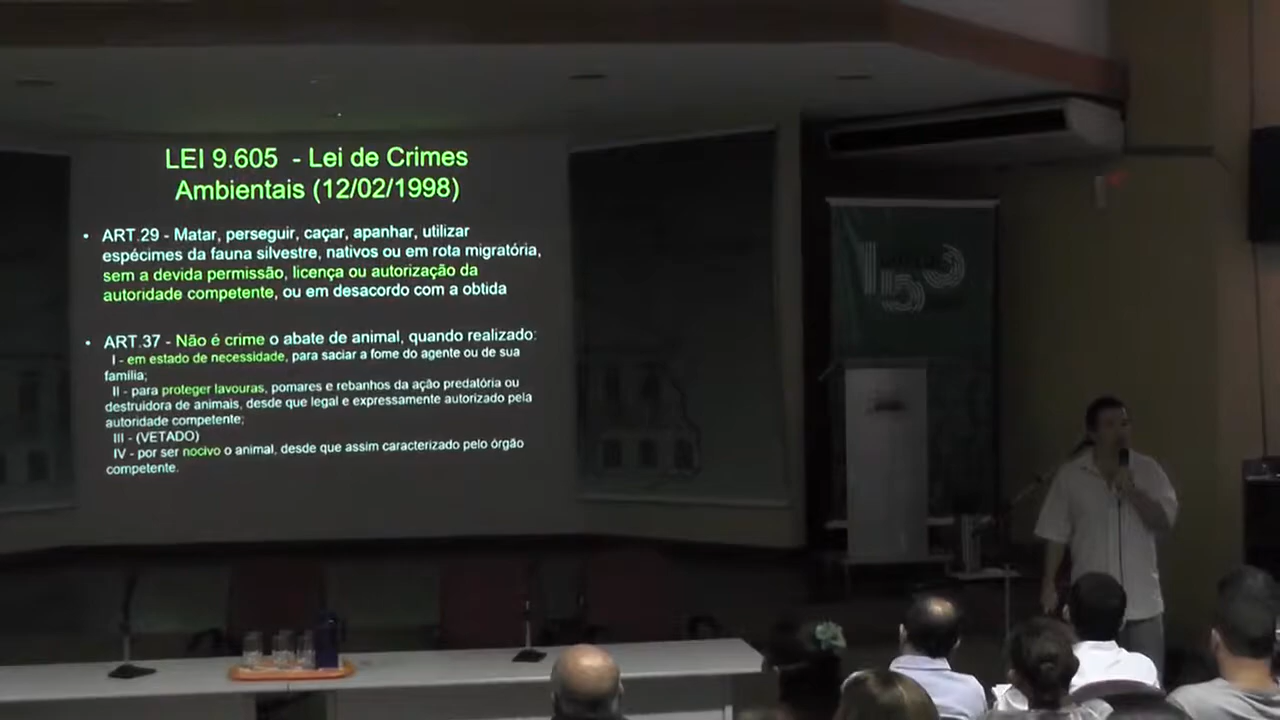 LEI 9.605 - Lei de Crimes
Ambientais (12/02/1998)
• ART.29 - Matar, perseguir, caçar, apanhar, utilizar
espécimes da fauna silvestre, nativos ou em rota migratória,
sem a devida permissão, licença ou autorização da
autoridade competente, ou em desacordo com a obtida
• ART.37 - Não é crime o abate de animal, quando realizado:
I - em estado de necessidade, para saciar a fome do agente ou de sua
família;
II - para proteger lavouras, pomares e rebanhos da ação predatória ou
destruidora de animais, desde que legal e expressamente autorizado pela
autoridade competente;
III - (VETADO)
IV - por ser nocivo o animal, desde que assim caracterizado pelo órgão
competente.
150